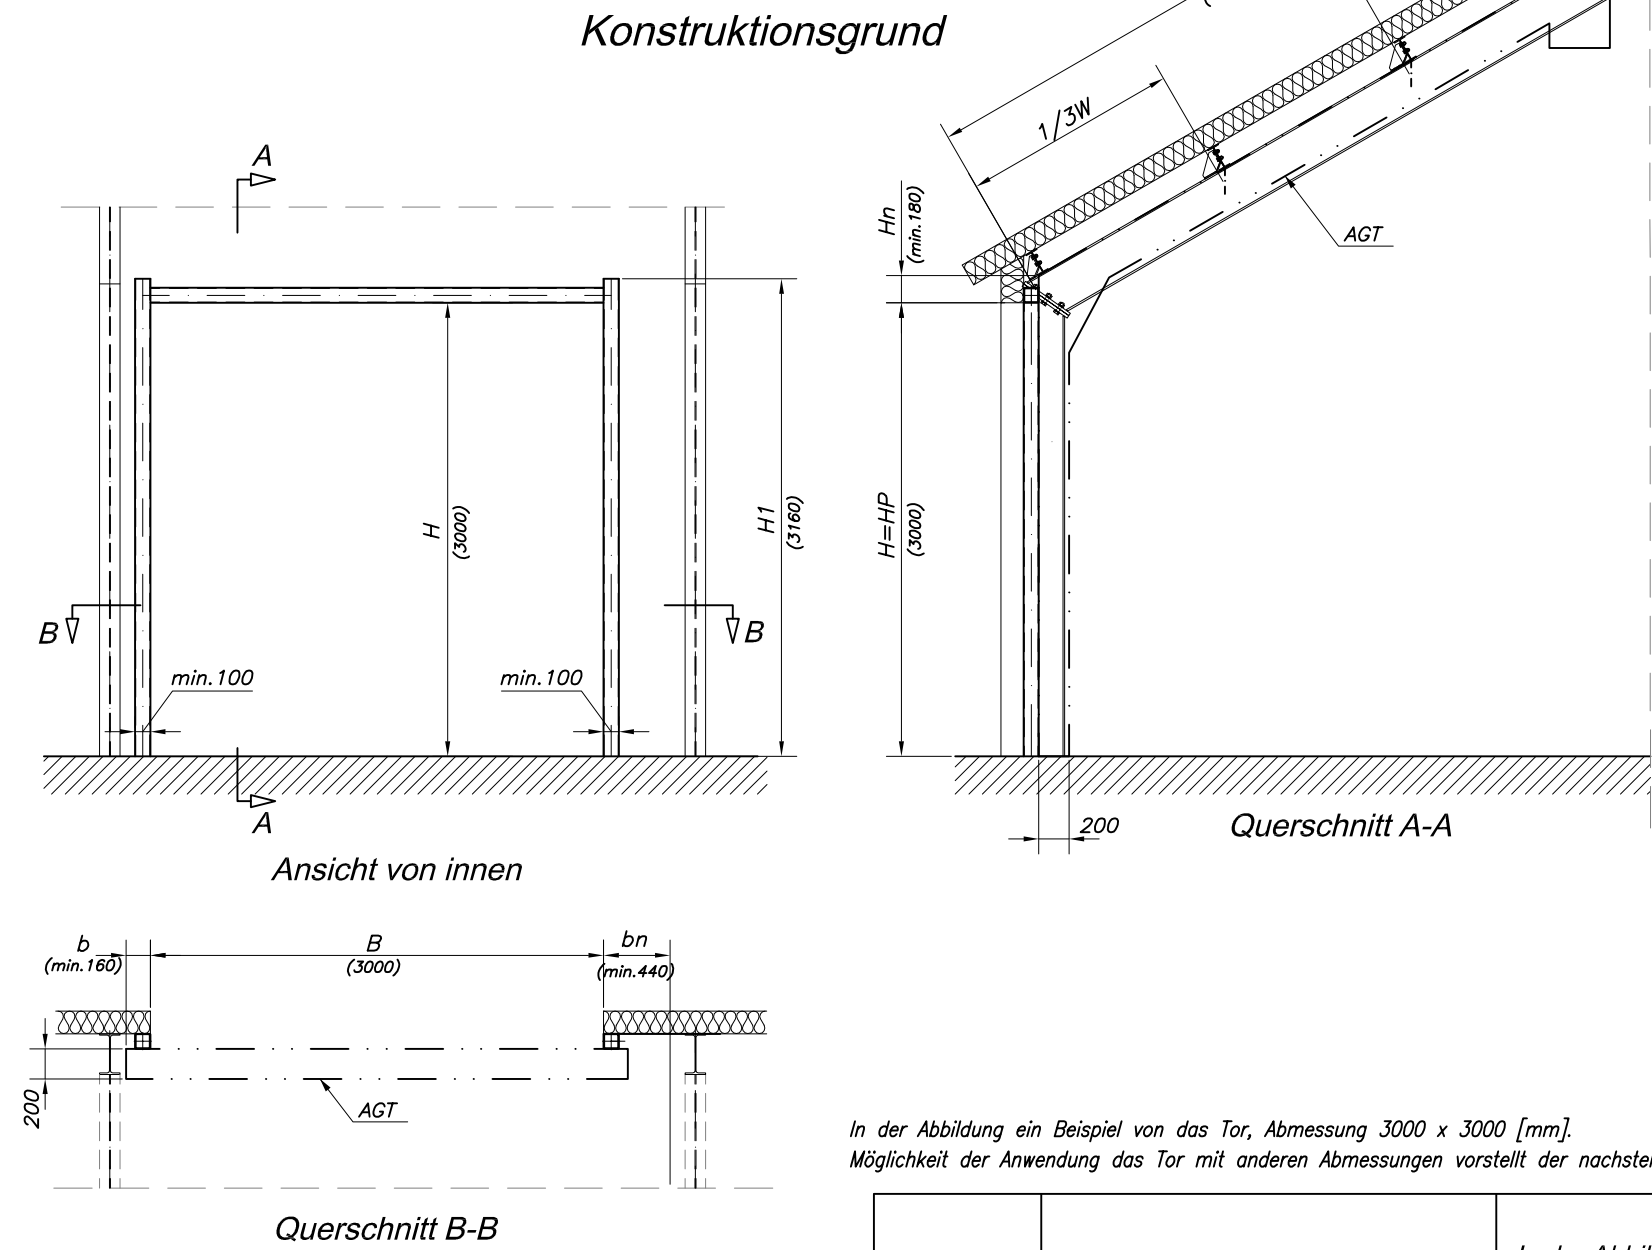 Konstruktionsgrund
A
1/3W
Hn
(min.180)
AGT
H
(3000)
H1
(3160)
H=HP
(3000)
B
B
min.100
min.100
A
200
Querschnitt A-A
Ansicht von innen
b
(min.160)
B
(3000)
bn
(min.440)
200
AGT
In der Abbildung ein Beispiel von das Tor, Abmessung 3000 x 3000 [mm].
Möglichkeit der Anwendung das Tor mit anderen Abmessungen vorstellt der
Querschnitt B-B